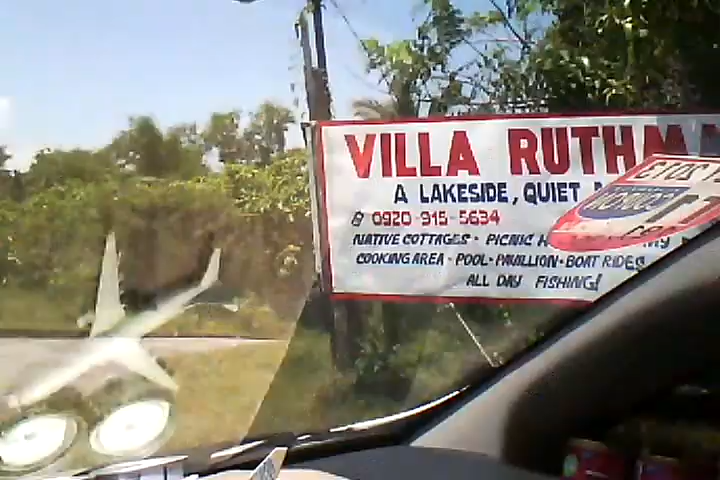 VILLA RUTHM
A LAKESIDE, QUIET
0920-915-5634
NATIVE COTTAGES - PICNIC
COOKING AREA - POOL - PAVILLION - BOAT RIDES
ALL DAY FISHING!